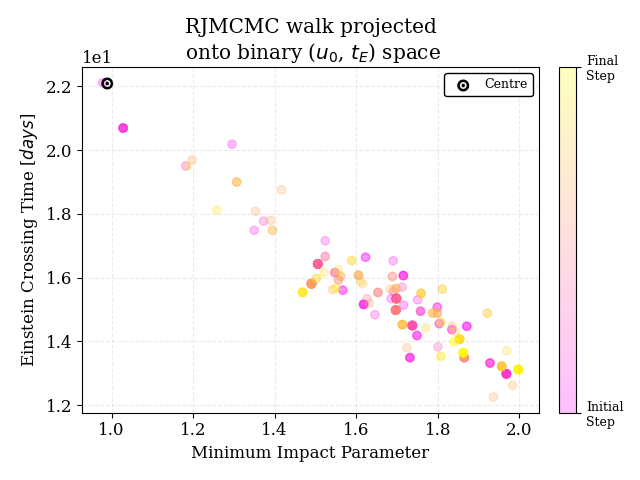 RJMCMC walk projected
onto binary (u₀, t_E) space
1e1
Centre
Final
Step
2.2
2.0
1.8
1.6
1.4
1.2
Einstein Crossing Time [days]
Initial
Step
1.0 1.2 1.4 1.6 1.8 2.0
Minimum Impact Parameter